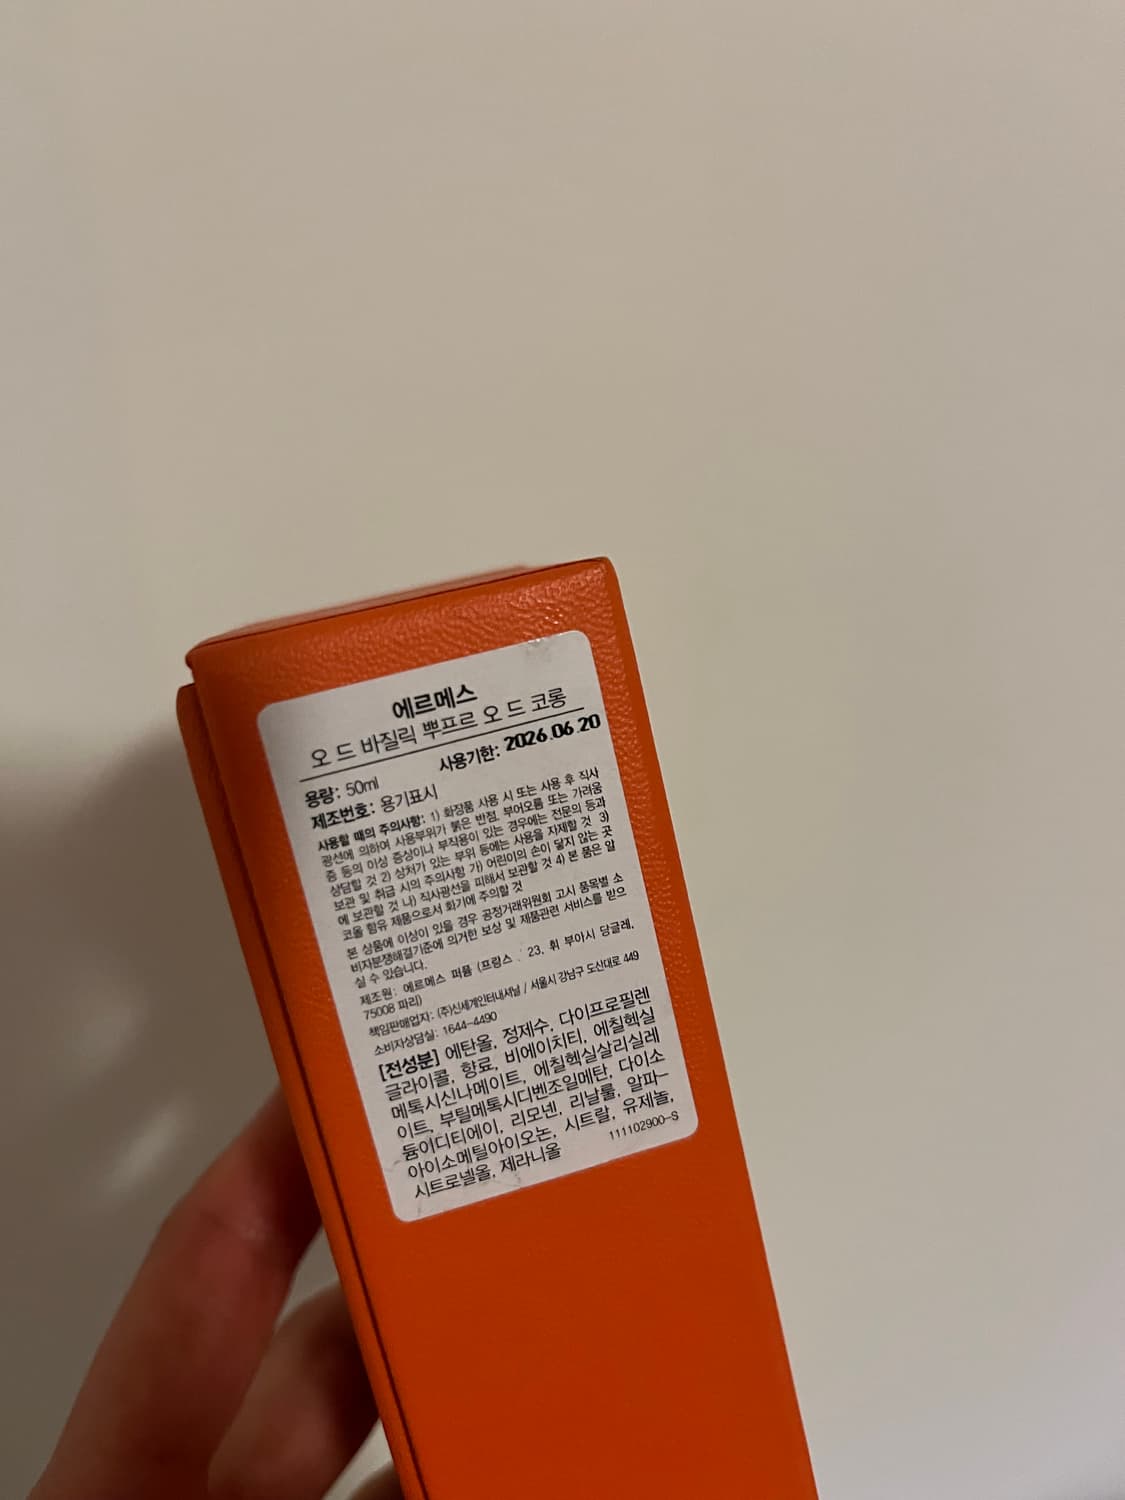 에르메스
오 드 바질릭 뿌프르 오 드 코롱
사용기한: 2026.06.20
용량: 50ml
제조번호: 용기표시
사용할 때의 주의사항: 1) 화장품 사용 시 또는 사용 후 직사
광선에 의하여 사용부위가 붉은 반점, 부어오름 또는 가려움
증 등의 이상 증상이나 부작용이 있는 경우에는 전문의 등과
상담할 것 2) 상처가 있는 부위 등에는 사용을 자제할 것 3)
보관 및 취급 시의 주의사항 가) 어린이의 손이 닿지 않는 곳
에 보관할 것 나) 직사광선을 피해서 보관할 것 4) 본 품은 알
코올 함유 제품으로서 화기에 주의할 것
본 상품에 이상이 있을 경우 공정거래위원회 고시 품목별 소
비자분쟁해결기준에 의거한 보상 및 제품관련 서비스를 받으
실 수 있습니다.
제조원: 에르메스 퍼퓸 (프랑스 : 23, 뤼 부아시 당글레,
75008 파리)
책임판매업자: (주)신세계인터내셔날 / 서울시 강남구 도산대로 449
소비자상담실: 1644-4490
[전성분] 에탄올, 정제수, 다이프로필렌
글라이콜, 향료, 비에이치티, 에칠헥실
메톡시신나메이트, 에칠헥실살리실레
이트, 부틸메톡시디벤조일메탄, 다이소
듐이디티에이, 리모넨, 리날룰, 알파-
아이소메틸아이오논, 시트랄, 유제놀,
시트로넬올, 제라니올
111102900-S